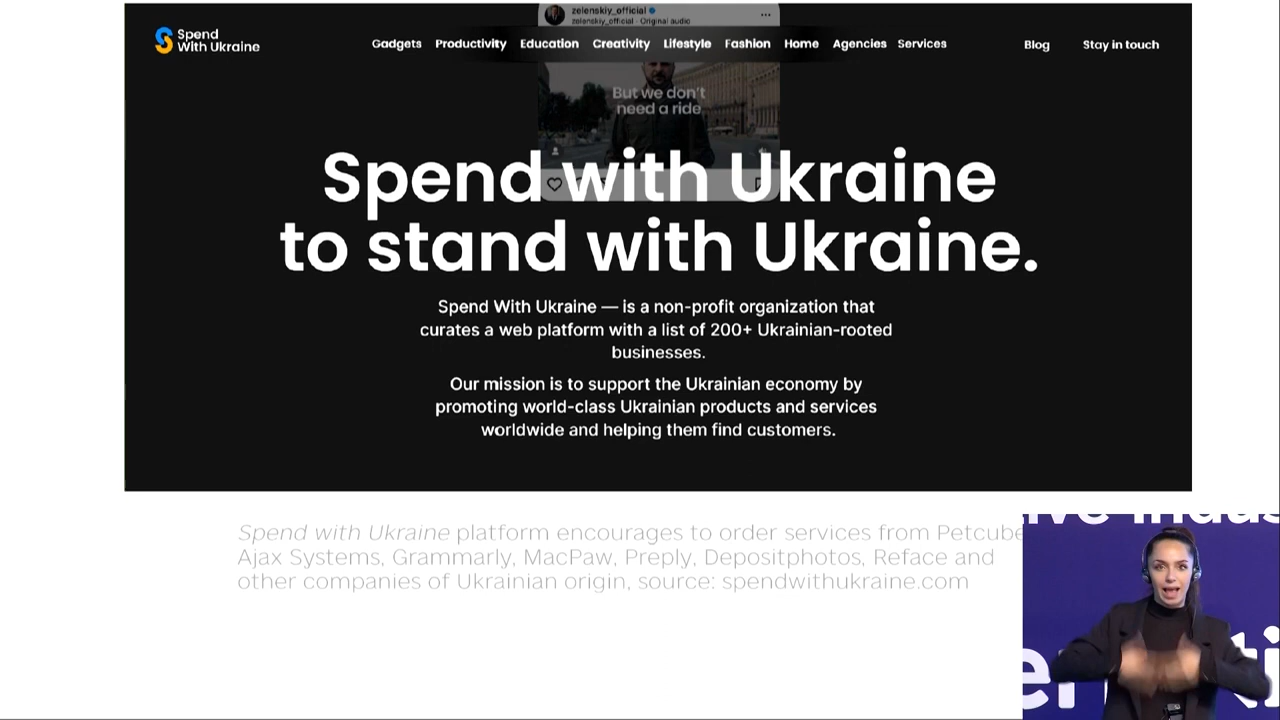 zelenskiy_official
zelenskiy_official · Original audio
Spend
With Ukraine
Gadgets Productivity Education Creativity Lifestyle Fashion Home Agencies Services Blog Stay in touch
But we don't
need a ride
Spend with Ukraine
to stand with Ukraine.
Spend With Ukraine — is a non-profit organization that
curates a web platform with a list of 200+ Ukrainian-rooted
businesses.
Our mission is to support the Ukrainian economy by
promoting world-class Ukrainian products and services
worldwide and helping them find customers.
Spend with Ukraine platform encourages to order services from Petcube
Ajax Systems, Grammarly, MacPaw, Preply, Depositphotos, Reface and
other companies of Ukrainian origin, source: spendwithukraine.com